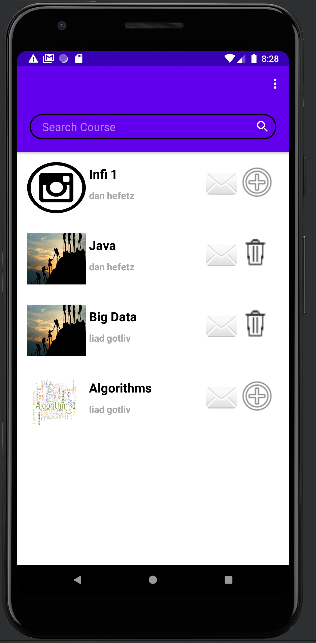 8:28
Search Course
Infi 1
dan hefetz
Java
dan hefetz
Big Data
liad gotliv
Algorithms
liad gotliv